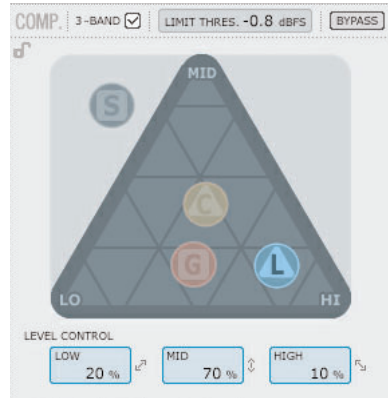 COMP. 3-BAND LIMIT THRES. -0.8 dBFS BYPASS
MID
S
C
G
L
LO
HI
LEVEL CONTROL
LOW
MID
HIGH
20 %
70 %
10 %